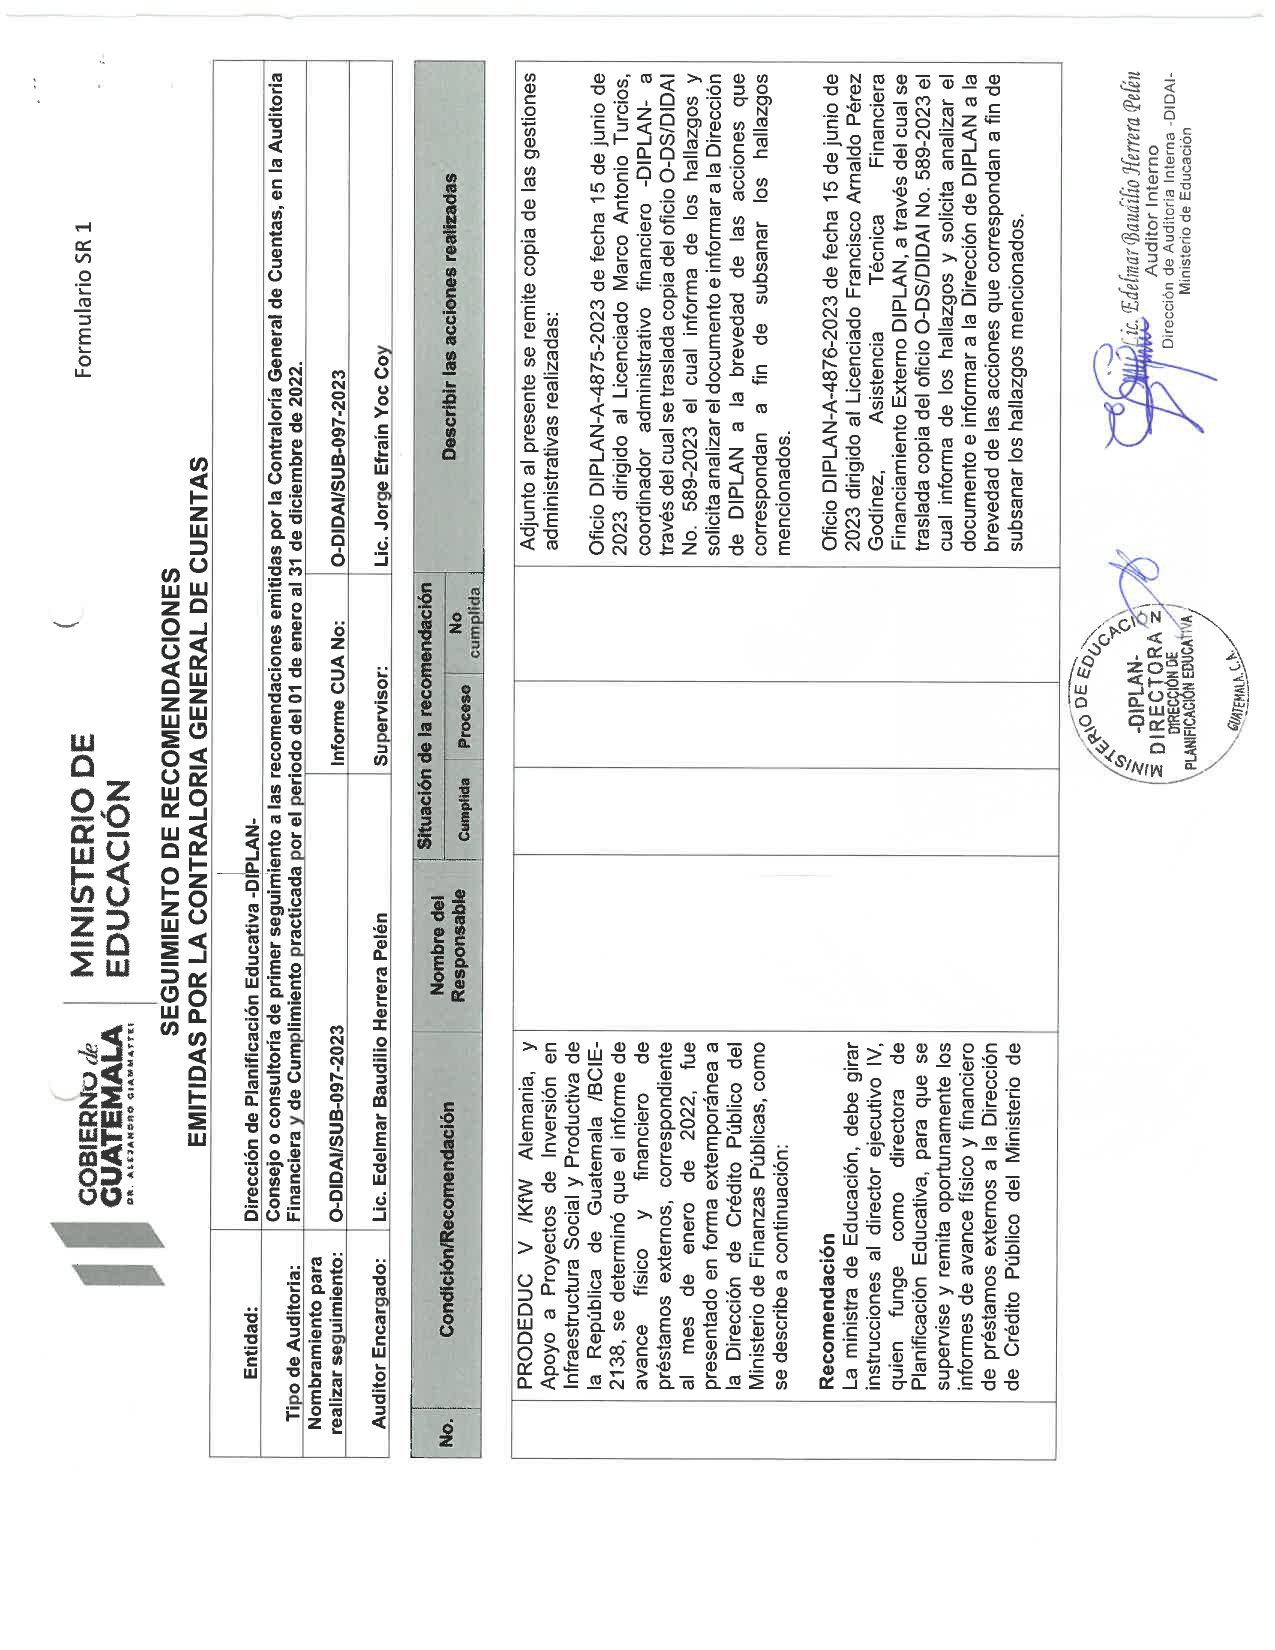 Formulario SR 1
GOBIERNO de
GUATEMALA
DR. ALEJANDRO GIAMMATTEI
MINISTERIO DE
EDUCACIÓN
SEGUIMIENTO DE RECOMENDACIONES
EMITIDAS POR LA CONTRALORIA GENERAL DE CUENTAS
Entidad: Dirección de Planificación Educativa -DIPLAN-
Tipo de Auditoria: Consejo o consultoría de primer seguimiento a las recomendaciones emitidas por la Contraloría General de Cuentas, en la Auditoria
Financiera y de Cumplimiento practicada por el periodo del 01 de enero al 31 de diciembre de 2022.
Nombramiento para
realizar seguimiento: O-DIDAI/SUB-097-2023 Informe CUA No: O-DIDAI/SUB-097-2023
Auditor Encargado: Lic. Edelmar Baudilio Herrera Pelén Supervisor: Lic. Jorge Efraín Yoc Coy
No. Condición/Recomendación
Nombre del
Responsable
Situación de la recomendación
Cumplida Proceso
No
cumplida
Describir las acciones realizadas
PRODEDUC V /KfW Alemania, y
Apoyo a Proyectos de Inversión en
Infraestructura Social y Productiva de
la República de Guatemala /BCIE-
2138, se determinó que el informe de
avance físico y financiero de
préstamos externos, correspondiente
al mes de enero de 2022, fue
presentado en forma extemporánea a
la Dirección de Crédito Público del
Ministerio de Finanzas Públicas, como
se describe a continuación:
Recomendación
La ministra de Educación, debe girar
instrucciones al director ejecutivo IV,
quien funge como directora de
Planificación Educativa, para que se
supervise y remita oportunamente los
informes de avance físico y financiero
de préstamos externos a la Dirección
de Crédito Público del Ministerio de
Adjunto al presente se remite copia de las gestiones
administrativas realizadas:
Oficio DIPLAN-A-4875-2023 de fecha 15 de junio de
2023 dirigido al Licenciado Marco Antonio Turcios,
coordinador administrativo financiero -DIPLAN- a
través del cual se traslada copia del oficio O-DS/DIDAI
No. 589-2023 el cual informa de los hallazgos y
solicita analizar el documento e informar a la Dirección
de DIPLAN a la brevedad de las acciones que
correspondan a fin de subsanar los hallazgos
mencionados.
Oficio DIPLAN-A-4876-2023 de fecha 15 de junio de
2023 dirigido al Licenciado Francisco Arnaldo Pérez
Godínez, Asistencia Técnica Financiera
Financiamiento Externo DIPLAN, a través del cual se
traslada copia del oficio O-DS/DIDAI No. 589-2023 el
cual informa de los hallazgos y solicita analizar el
documento e informar a la Dirección de DIPLAN a la
brevedad de las acciones que correspondan a fin de
subsanar los hallazgos mencionados.
MINISTERIO DE EDUCACIÓN
-DIPLAN-
DIRECTORA
DIRECCIÓN DE
PLANIFICACIÓN EDUCATIVA
GUATEMALA, C.A.
Lic. Edelmar Baudilio Herrera Pelén
Auditor Interno
Dirección de Auditoria Interna -DIDAI-
Ministerio de Educación